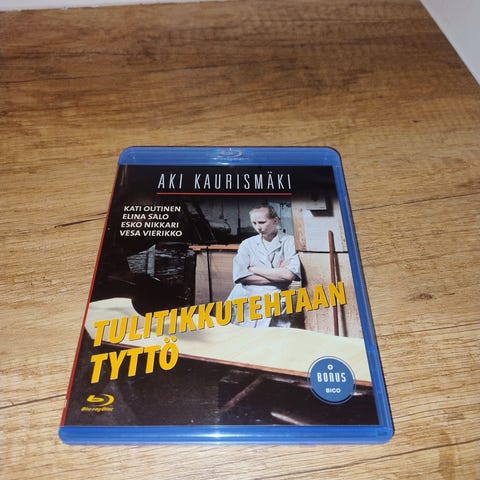 AKI KAURISMÄKI
KATI OUTINEN
ELINA SALO
ESKO NIKKARI
VESA VIERIKKO
TULITIKKUTEHTAAN
TYTTÖ
BONUS
BICO
Blu-ray Disc